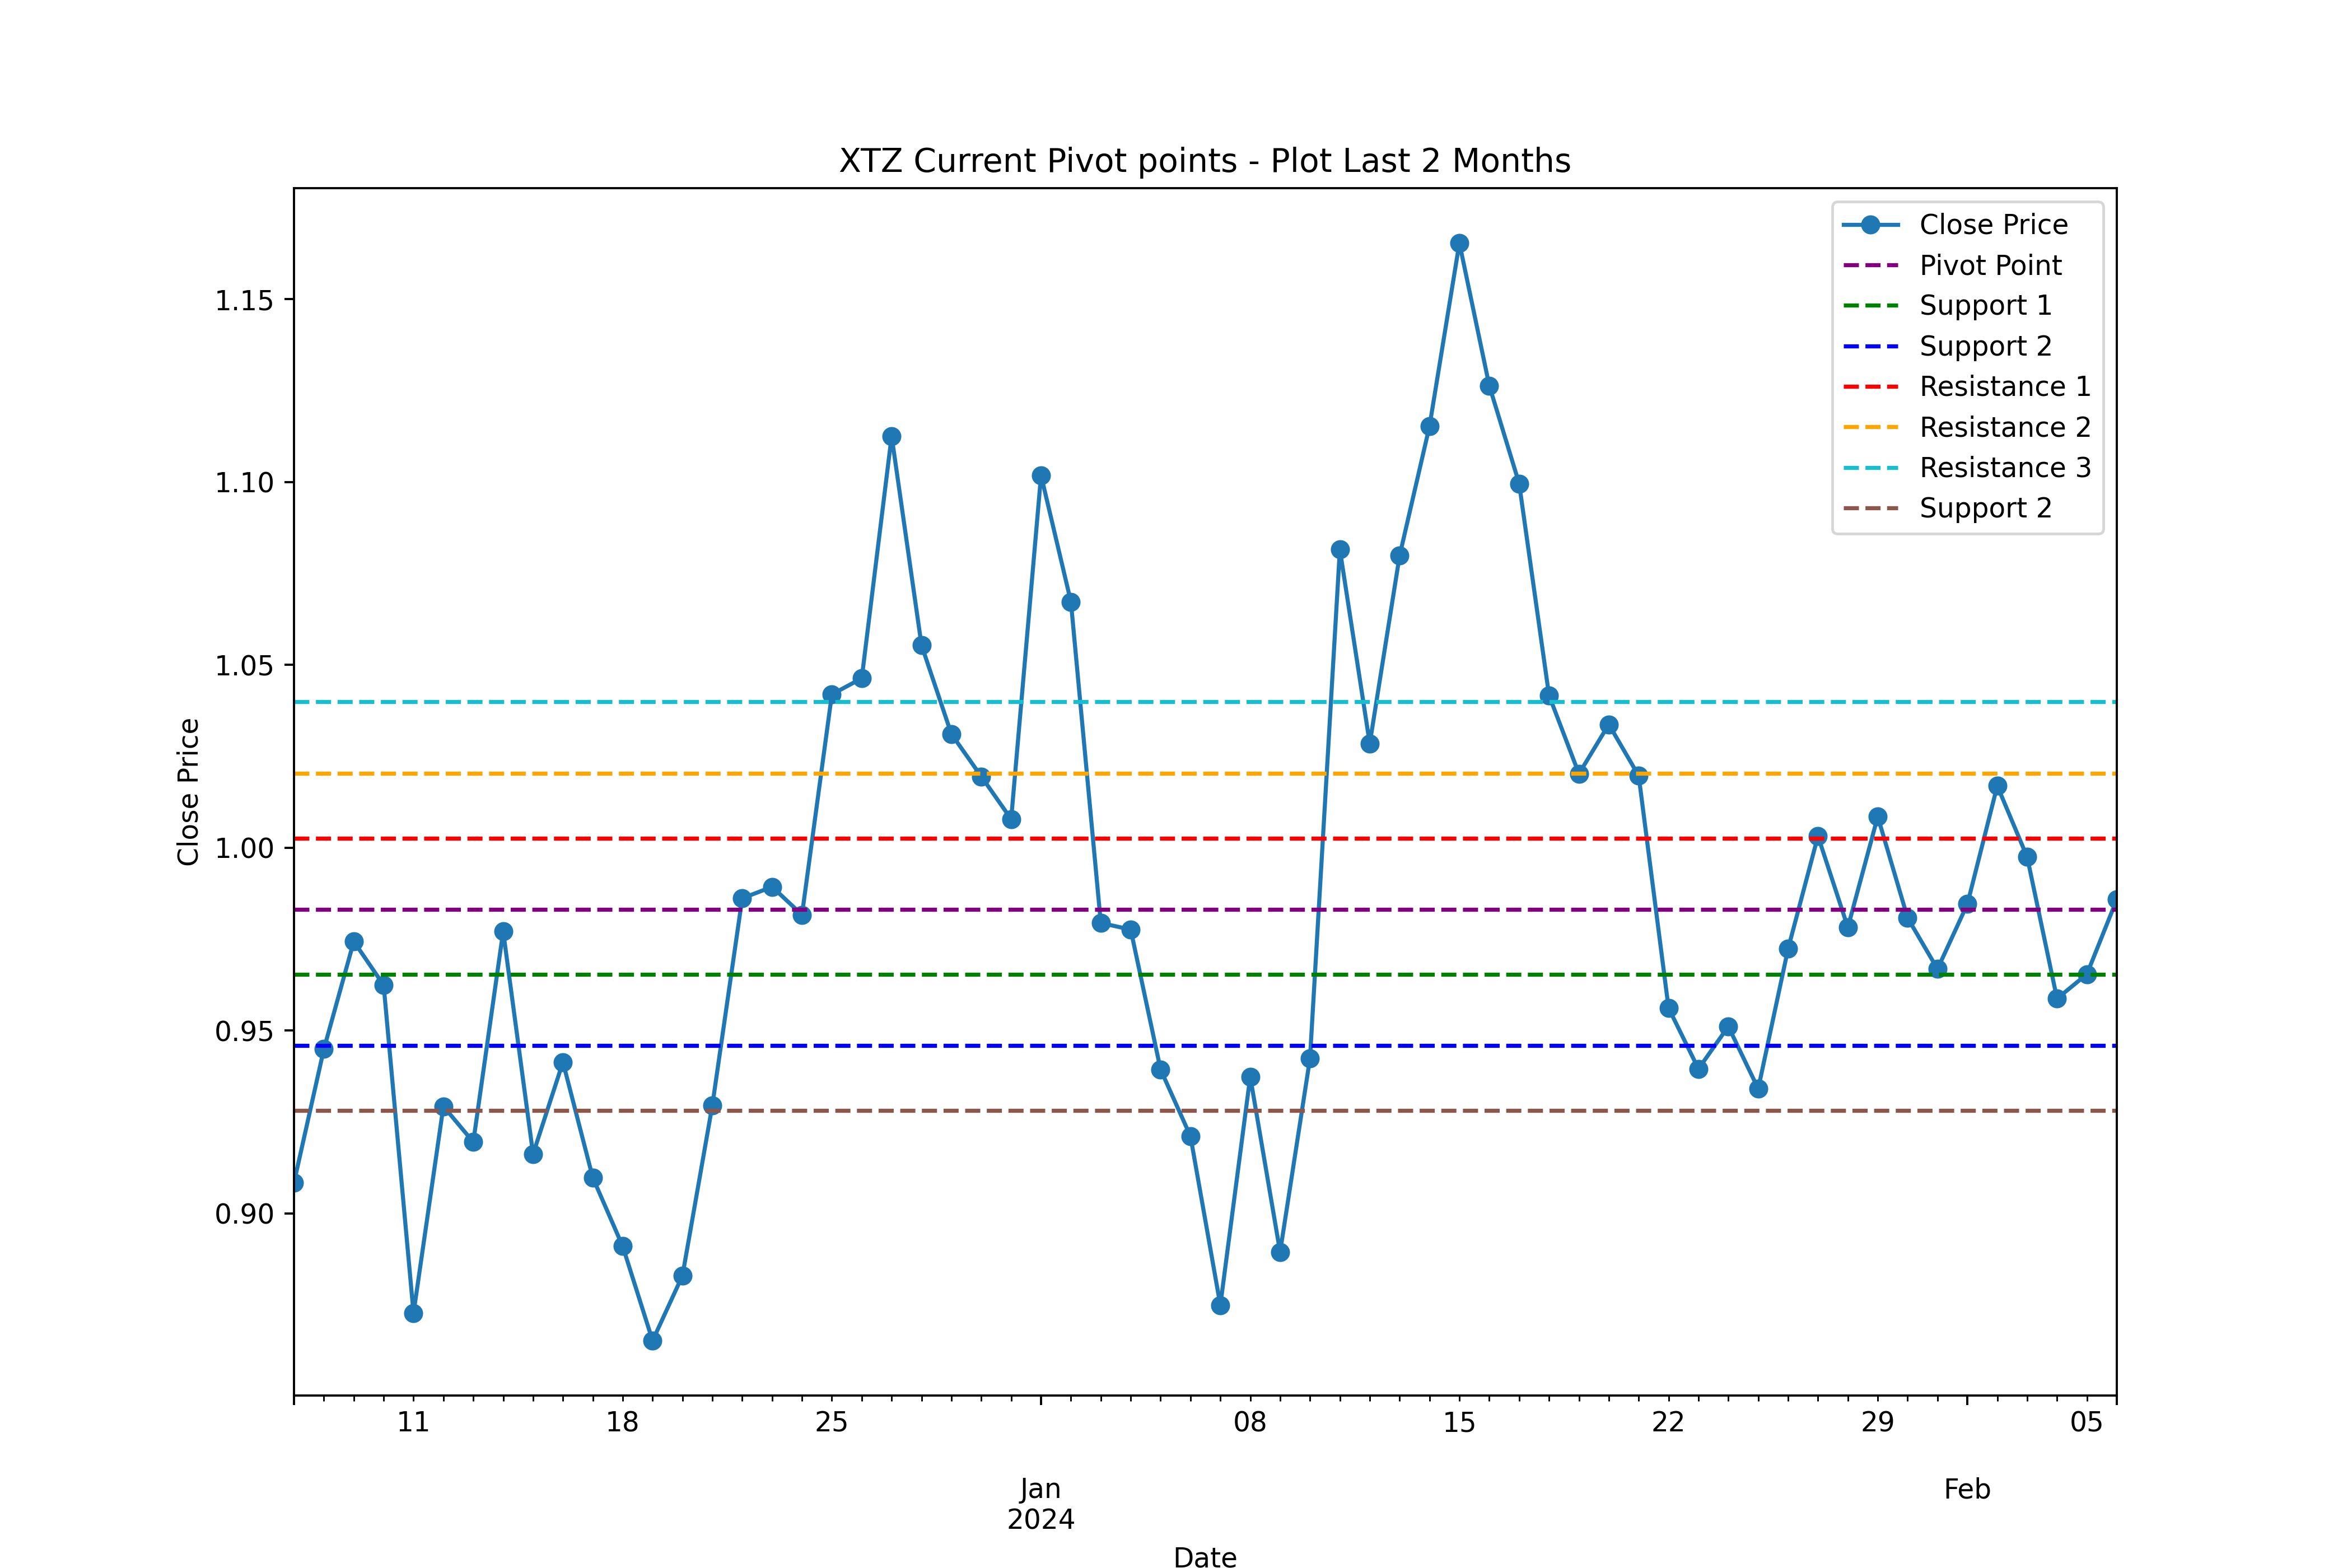 XTZ Current Pivot points - Plot Last 2 Months
Close Price
Pivot Point
Support 1
Support 2
Resistance 1
Resistance 2
Resistance 3
Support 2
Close Price
1.15
1.10
1.05
1.00
0.95
0.90
11 18 25 08 15 22 29 05
Jan Feb
2024
Date